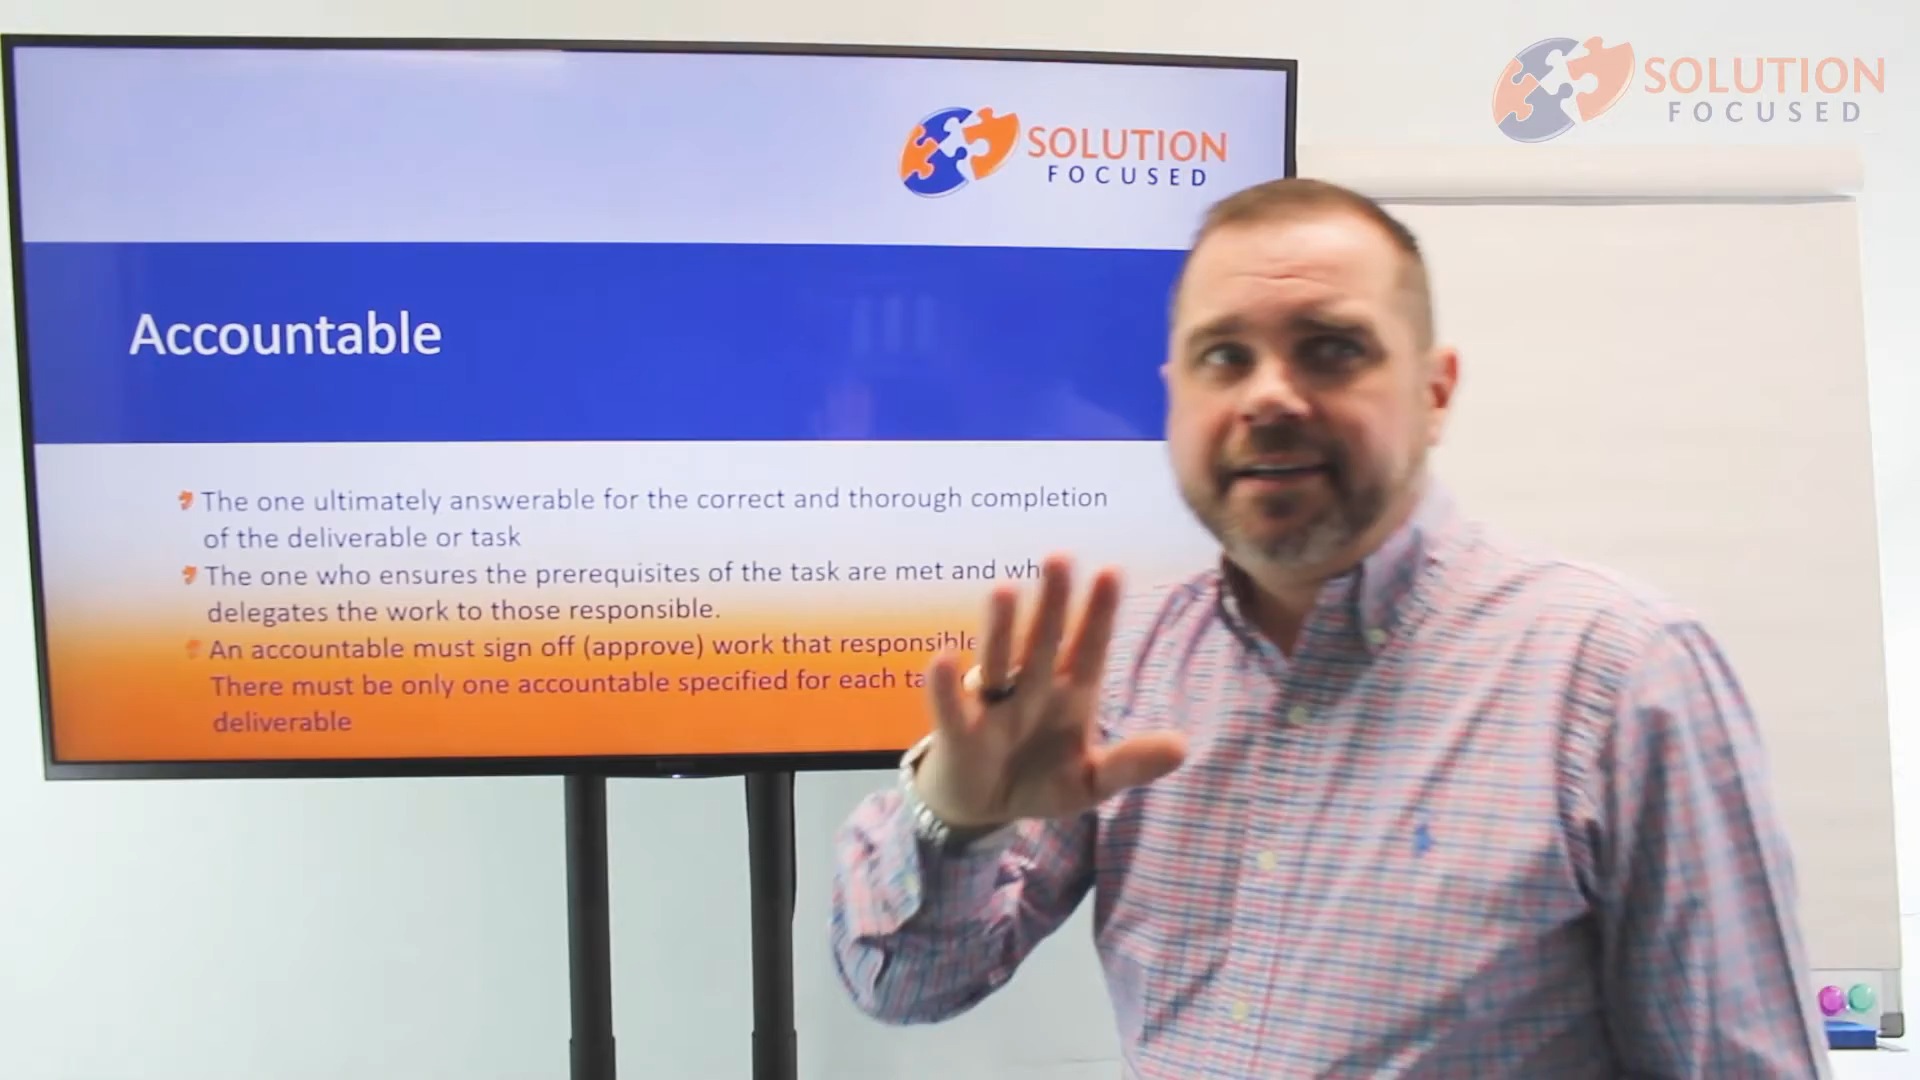 SOLUTION
FOCUSED
SOLUTION
FOCUSED
Accountable
The one ultimately answerable for the correct and thorough completion
of the deliverable or task
The one who ensures the prerequisites of the task are met and
delegates the work to those responsible.
An accountable must sign off (approve) work that responsible
There must be only one accountable specified for each
deliverable